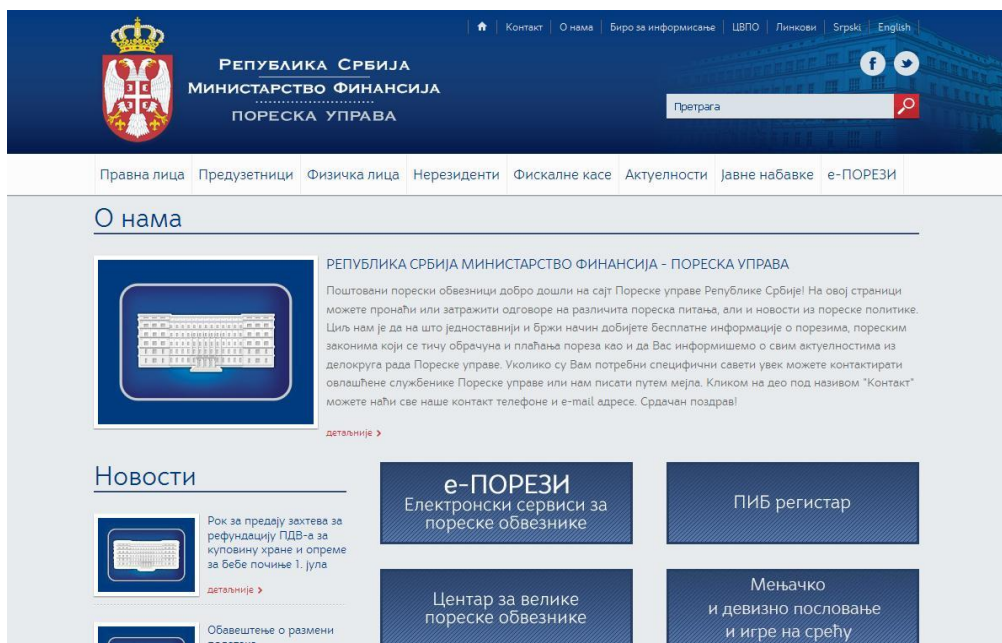 Контакт О нама Биро за информисање ЦВПО Линкови Srpski English
Република Србија
Министарство Финансија
ПОРЕСКА УПРАВА
Претрага
Правна лица Предузетници Физичка лица Нерезиденти Фискалне касе Актуелности Јавне набавке е-ПОРЕЗИ
О нама
РЕПУБЛИКА СРБИЈА МИНИСТАРСТВО ФИНАНСИЈА - ПОРЕСКА УПРАВА
Поштовани порески обвезници добро дошли на сајт Пореске управе Републике Србије! На овој страници
можете пронаћи или затражити одговоре на различита пореска питања, али и новости из пореске политике.
Циљ нам је да на што једноставнији и бржи начин добијете бесплатне информације о порезима, пореским
законима који се тичу обрачуна и плаћања пореза као и да Вас информишемо о свим актуелностима из
делокруга рада Пореске управе. Уколико су Вам потребни специфични савети увек можете контактирати
овлашћене службенике Пореске управе или нам писати путем мејла. Кликом на део под називом "Контакт"
можете наћи све наше контакт телефоне и e-mail адресе. Срдачан поздрав!
детаљније
Новости
Рок за предају захтева за
рефундацију ПДВ-а за
куповину хране и опреме
за бебе почиње 1. јула
детаљније
Обавештење о размени
е-ПОРЕЗИ
Електронски сервиси за
пореске обвезнике
ПИБ регистар
Центар за велике
пореске обвезнике
Мењачко
и девизно пословање
и игре на срећу